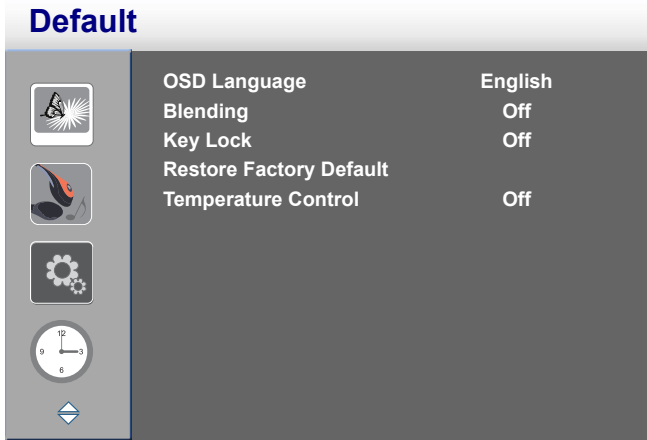 Default
OSD Language English
Blending Off
Key Lock Off
Restore Factory Default
Temperature Control Off
12
9 3
6